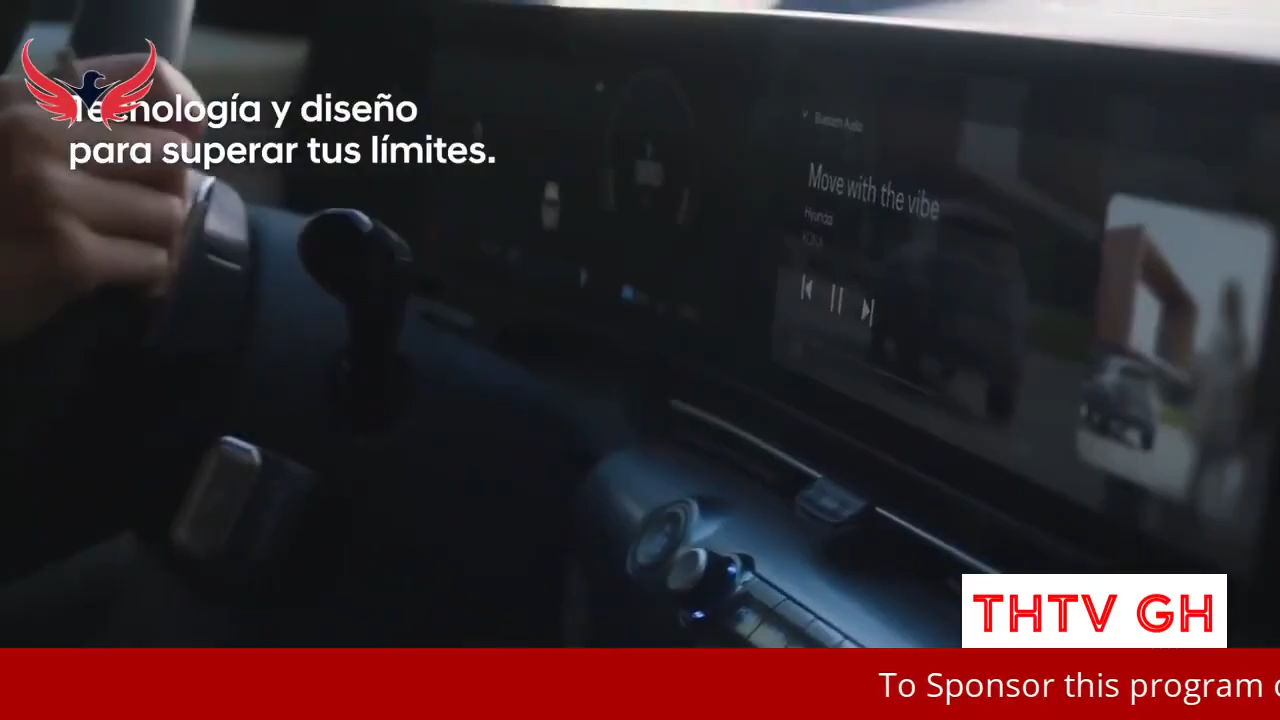 Tecnología y diseño
para superar tus límites.
Bluetooth Audio
Move with the vibe
Hyundai
KONA
THTV GH
To Sponsor this program